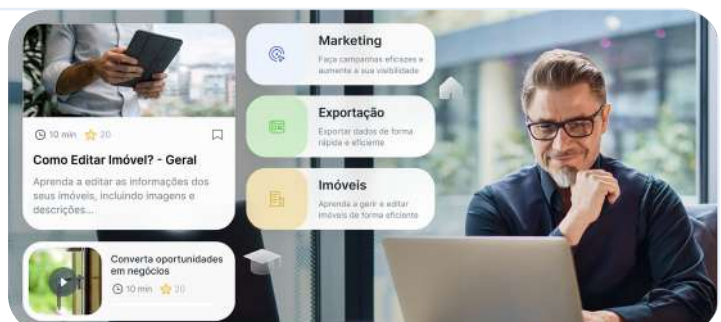 10 min 20
Como Editar Imóvel? - Geral
Aprenda a editar as informações dos
seus imóveis, incluindo imagens e
descrições...
Converta oportunidades
em negócios
10 min 20
Marketing
Faça campanhas eficazes e
aumente a sua visibilidade
Exportação
Exportar dados de forma
rápida e eficiente
Imóveis
Aprenda a gerir e editar
imóveis de forma eficiente